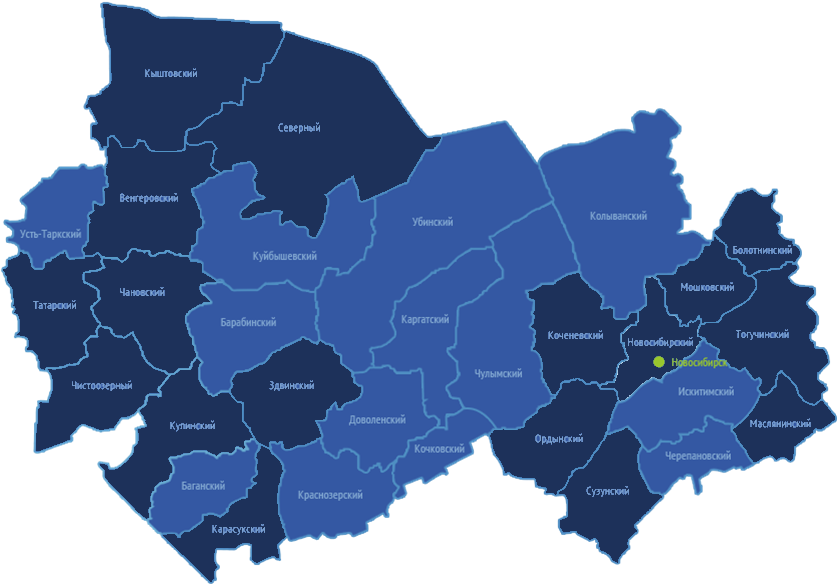 Кыштовский
Северный
Венгеровский
Убинский
Колыванский
Усть-Таркский
Куйбышевский
Болотнинский
Мошковский
Чановский
Татарский
Барабинский
Каргатский
Коченевский
Новосибирский
Тогучинский
Новосибирск
Чулымский
Чистоозерный
Здвинский
Искитимский
Доволенский
Купинский
Маслянинский
Ордынский
Кочковский
Черепановский
Баганский
Краснозерский
Сузунский
Карасукский